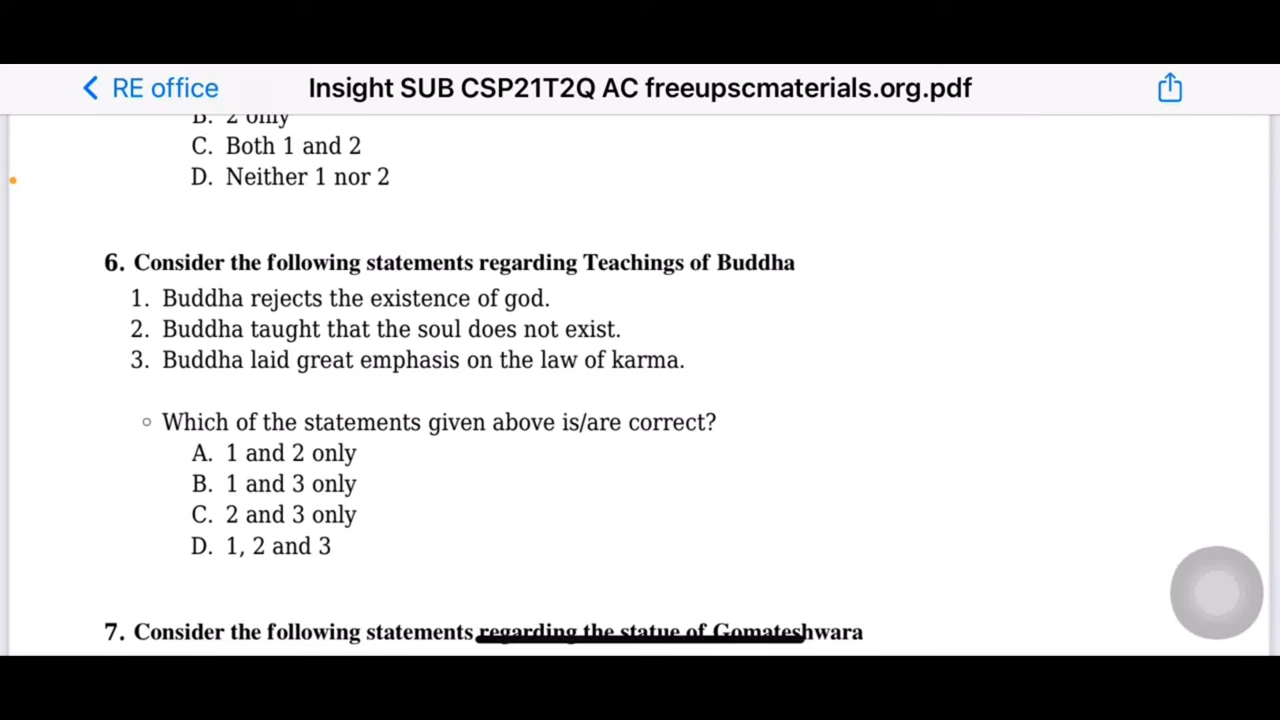 RE office
Insight SUB CSP21T2Q AC freeupscmaterials.org.pdf
B. 2 only
C. Both 1 and 2
D. Neither 1 nor 2
6. Consider the following statements regarding Teachings of Buddha
1. Buddha rejects the existence of god.
2. Buddha taught that the soul does not exist.
3. Buddha laid great emphasis on the law of karma.
◦ Which of the statements given above is/are correct?
A. 1 and 2 only
B. 1 and 3 only
C. 2 and 3 only
D. 1, 2 and 3
7. Consider the following statements regarding the statue of Gomateshwara